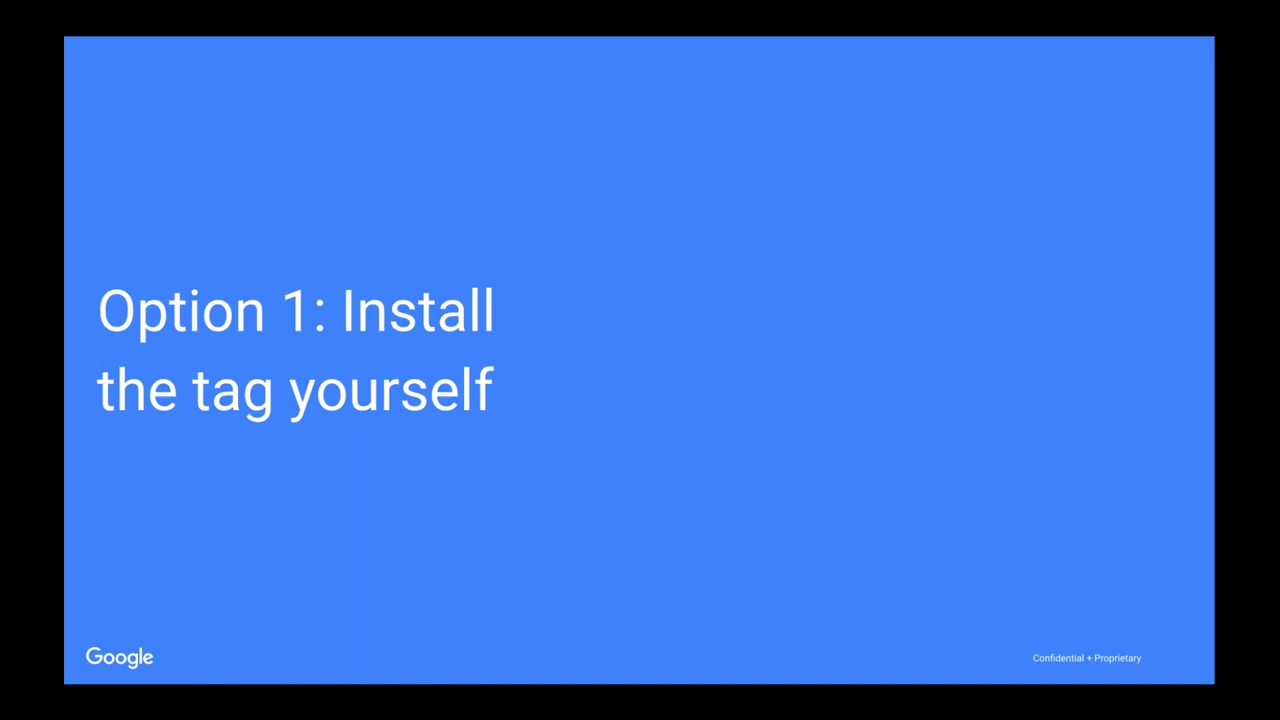 Option 1: Install
the tag yourself
Google
Confidential + Proprietary